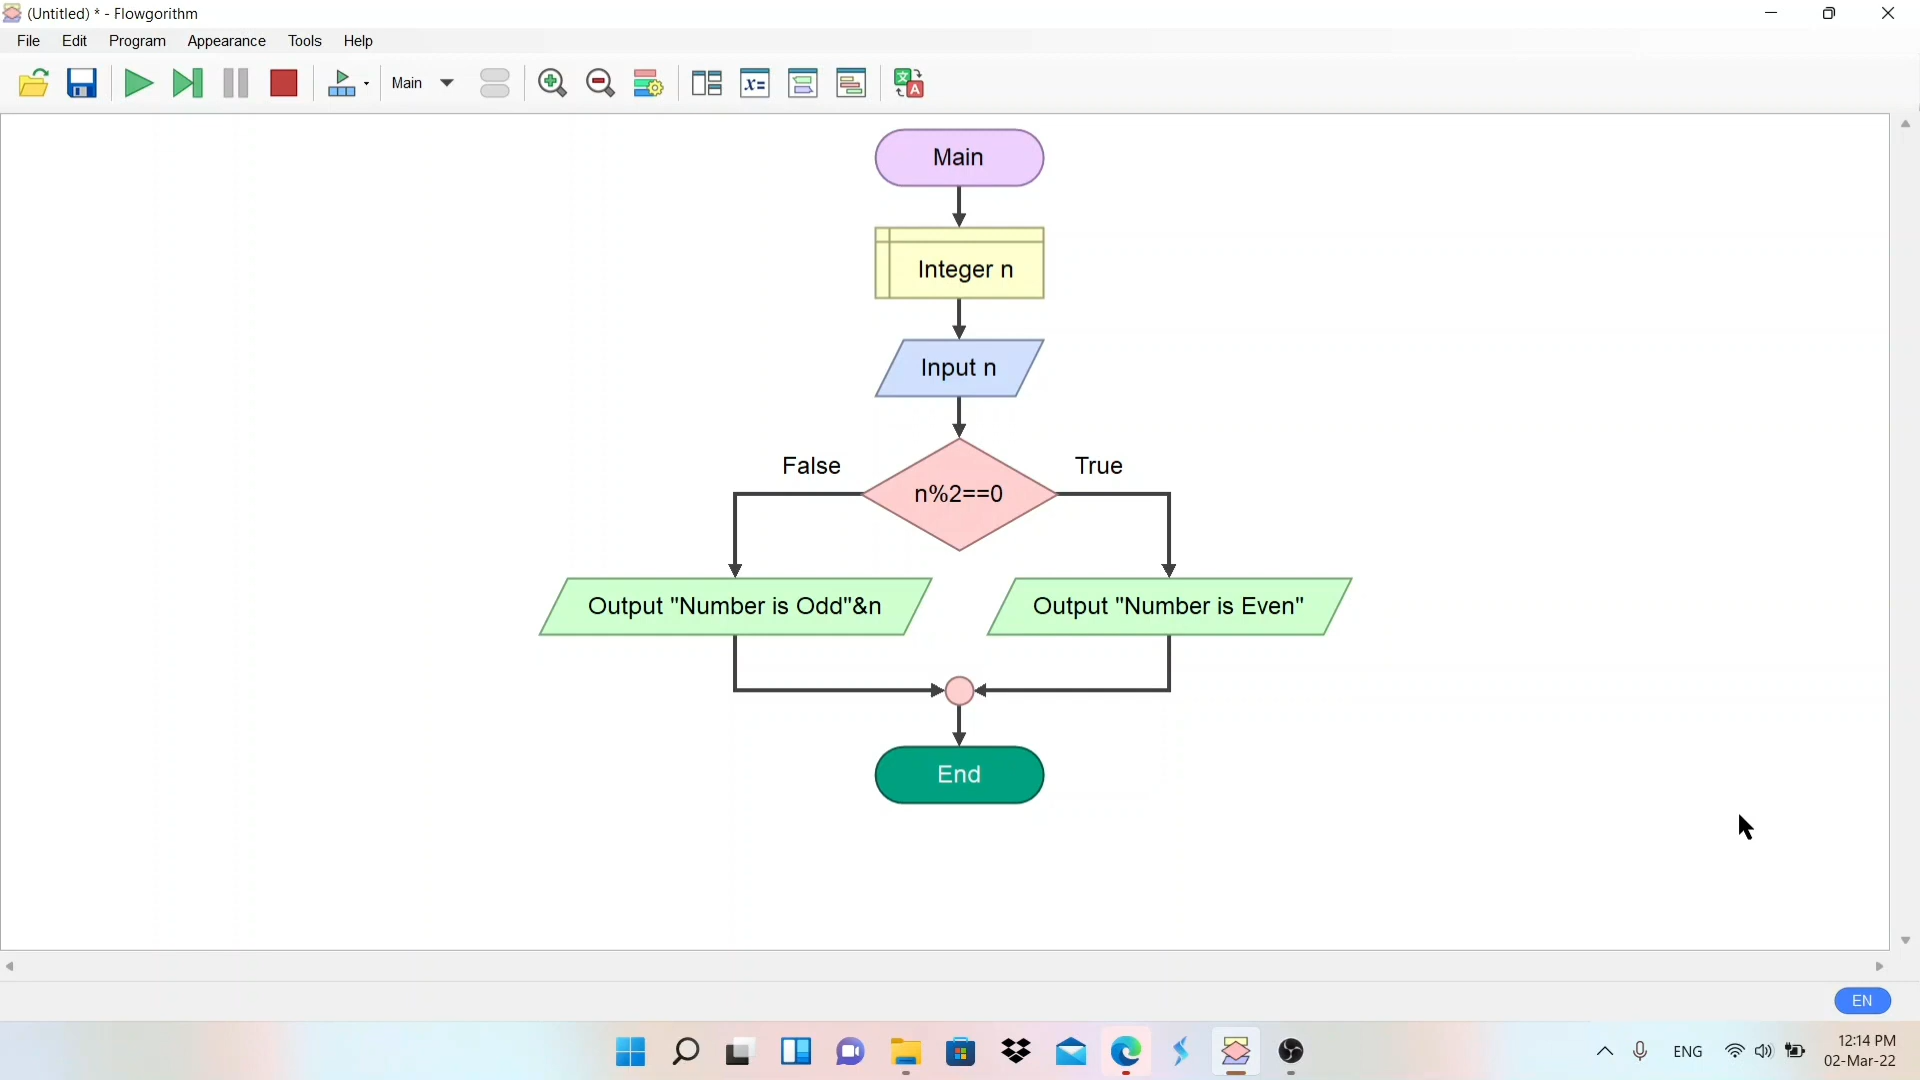 (Untitled) * - Flowgorithm
File Edit Program Appearance Tools Help
Main
Main
Integer n
Input n
False
True
n%2==0
Output "Number is Odd"&n
Output "Number is Even"
End
EN
ENG
12:14 PM
02-Mar-22